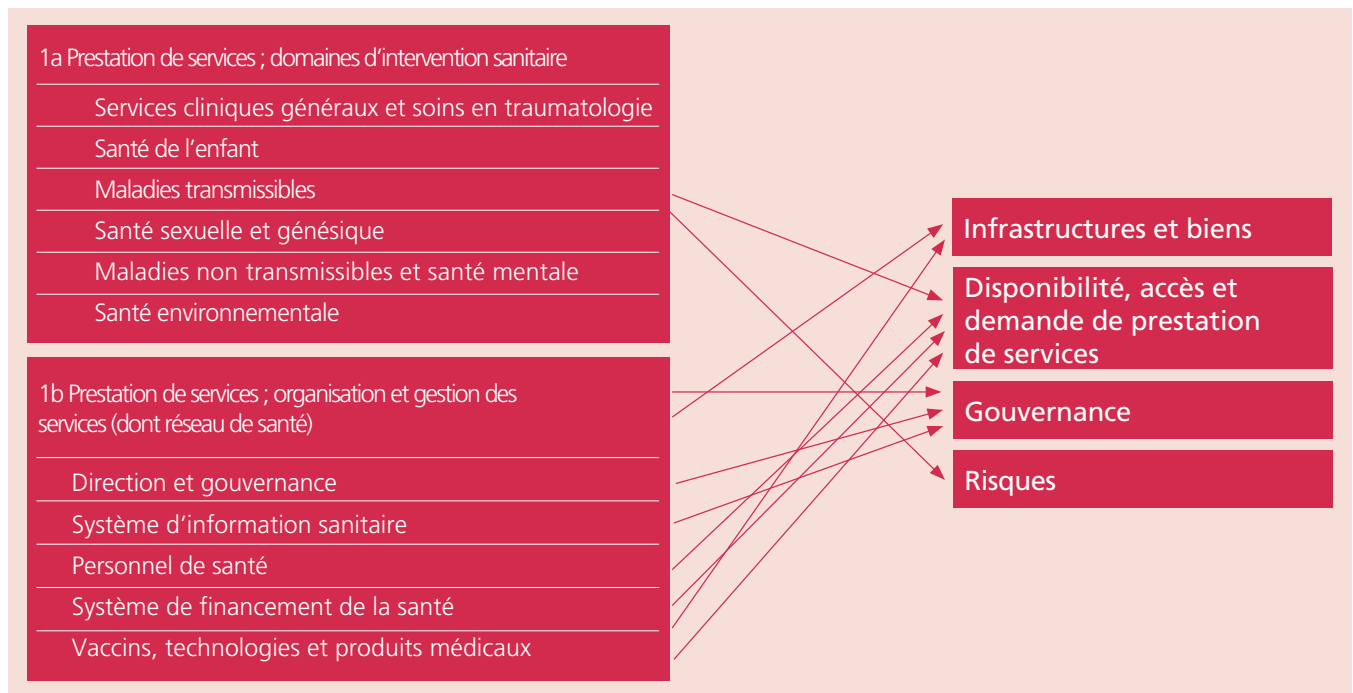 1a Prestation de services ; domaines d’intervention sanitaire
Services cliniques généraux et soins en traumatologie
Santé de l’enfant
Maladies transmissibles
Santé sexuelle et génésique
Maladies non transmissibles et santé mentale
Santé environnementale
1b Prestation de services ; organisation et gestion des
services (dont réseau de santé)
Direction et gouvernance
Système d’information sanitaire
Personnel de santé
Système de financement de la santé
Vaccins, technologies et produits médicaux
Infrastructures et biens
Disponibilité, accès et
demande de prestation
de services
Gouvernance
Risques